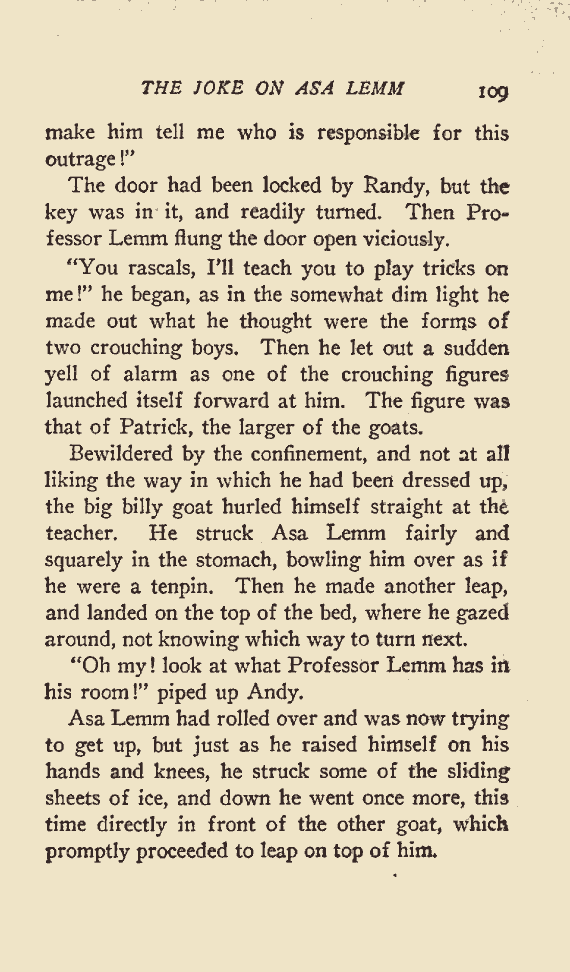 THE JOKE ON ASA LEMM 109
make him tell me who is responsible for this
outrage!"
The door had been locked by Randy, but the
key was in it, and readily turned. Then Pro-
fessor Lemm flung the door open viciously.
"You rascals, I'll teach you to play tricks on
me!" he began, as in the somewhat dim light he
made out what he thought were the forms of
two crouching boys. Then he let out a sudden
yell of alarm as one of the crouching figures
launched itself forward at him. The figure was
that of Patrick, the larger of the goats.
Bewildered by the confinement, and not at all
liking the way in which he had been dressed up,
the big billy goat hurled himself straight at the
teacher. He struck Asa Lemm fairly and
squarely in the stomach, bowling him over as if
he were a tenpin. Then he made another leap,
and landed on the top of the bed, where he gazed
around, not knowing which way to turn next.
"Oh my! look at what Professor Lemm has in
his room!" piped up Andy.
Asa Lemm had rolled over and was now trying
to get up, but just as he raised himself on his
hands and knees, he struck some of the sliding
sheets of ice, and down he went once more, this
time directly in front of the other goat, which
promptly proceeded to leap on top of him.